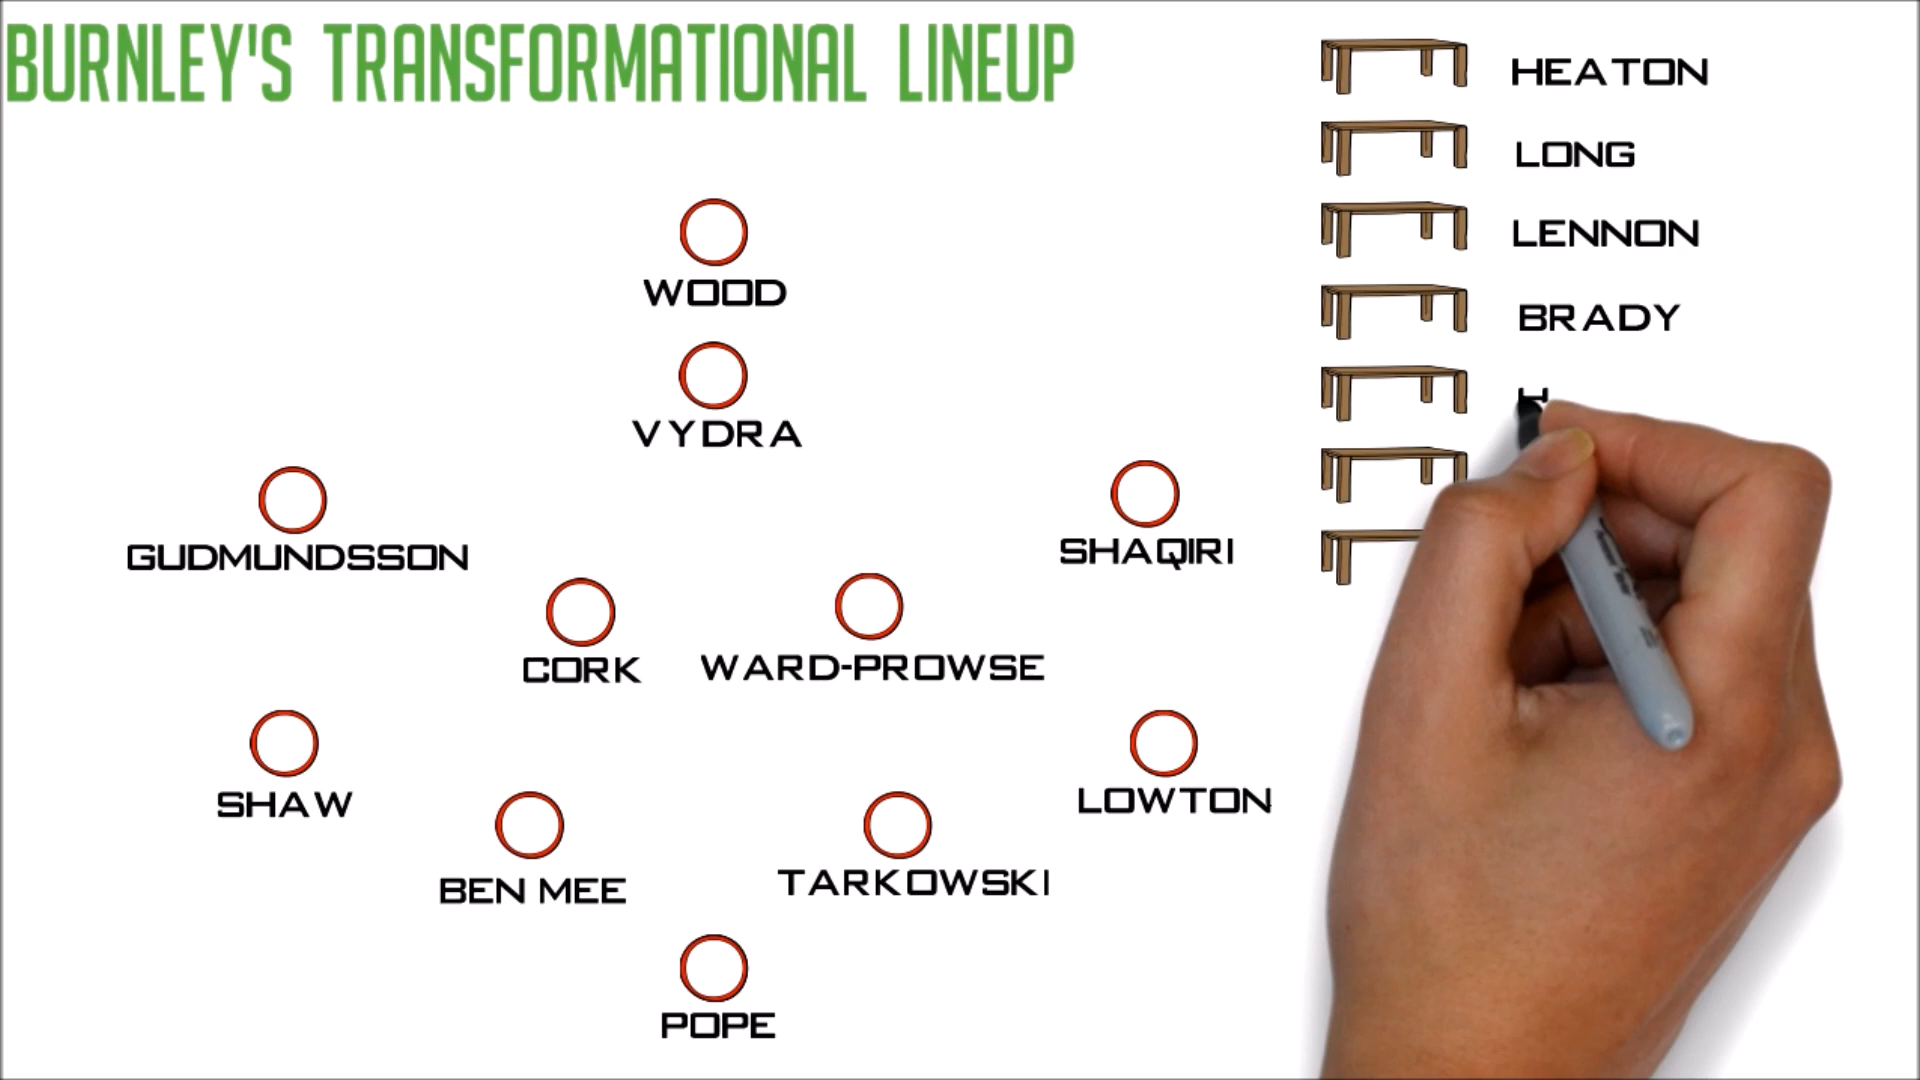 BURNLEY'S TRANSFORMATIONAL LINEUP
HEATON
LONG
LENNON
BRADY
WOOD
VYDRA
GUDMUNDSSON
SHAQIRI
CORK
WARD-PROWSE
SHAW
LOWTON
BEN MEE
TARKOWSKI
POPE